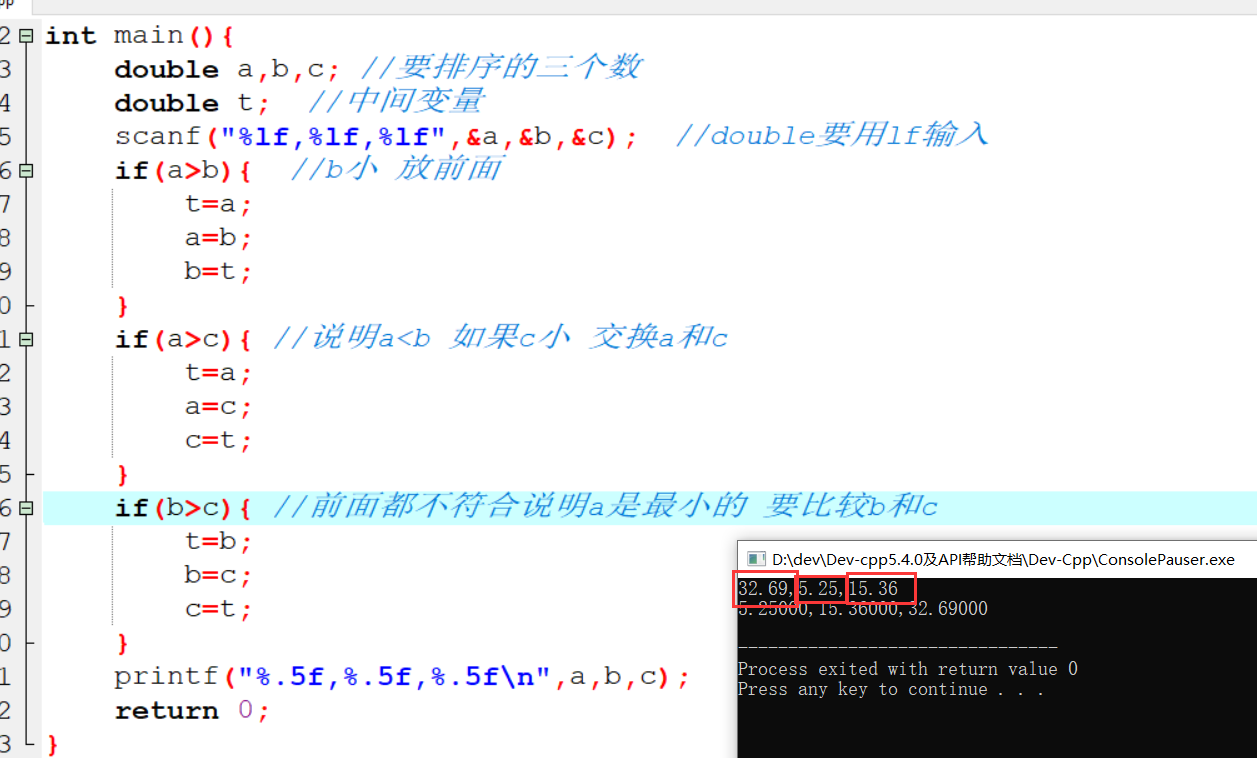 pp
2 int main(){
3 double a,b,c; //要排序的三个数
4 double t; //中间变量
5 scanf("%lf,%lf,%lf",&a,&b,&c); //double要用lf输入
6 if(a>b){ //b小 放前面
7 t=a;
8 a=b;
9 b=t;
0 }
1 if(a>c){ //说明a<b 如果c小 交换a和c
2 t=a;
3 a=c;
4 c=t;
5 }
6 if(b>c){ //前面都不符合说明a是最小的 要比较b和c
7 t=b;
8 b=c;
9 c=t;
0 }
1 printf("%.5f,%.5f,%.5f\n",a,b,c);
2 return 0;
3 }
D:\dev\Dev-cpp5.4.0及API帮助文档\Dev-Cpp\ConsolePauser.exe
32.69,5.25,15.36
5.25000,15.36000,32.69000
--------------------------------
Process exited with return value 0
Press any key to continue . . .